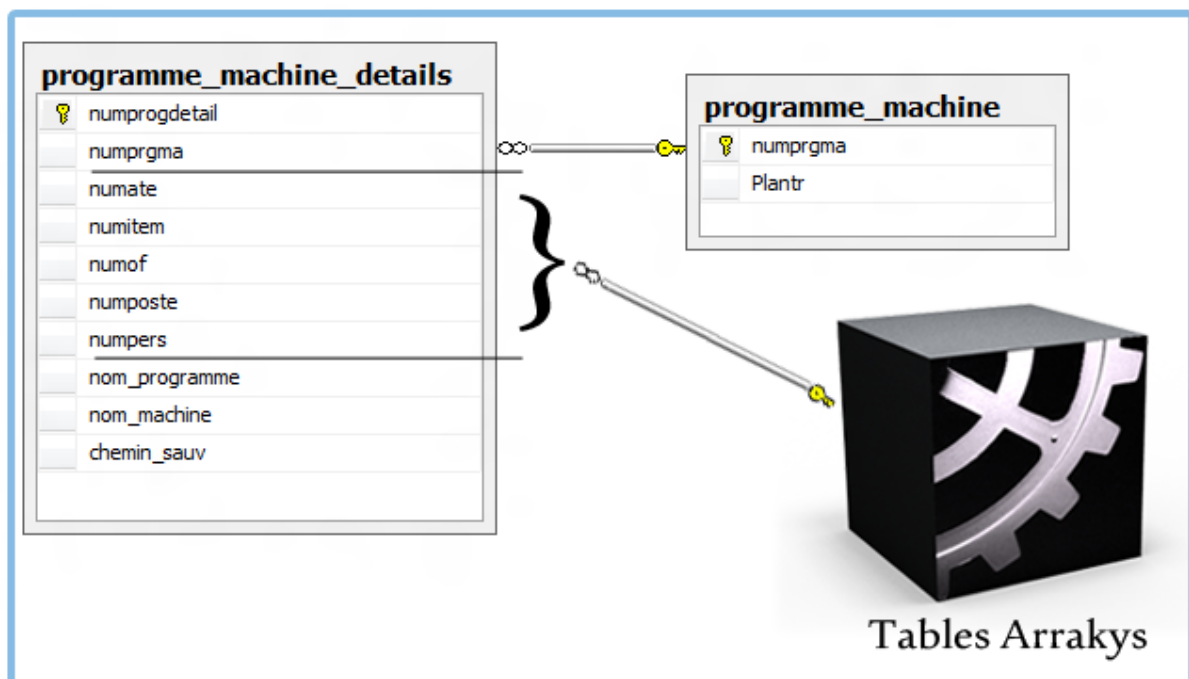 programme_machine_details
numprogdetail
numprgma
numate
numitem
numof
numposte
numpers
nom_programme
nom_machine
chemin_sauv
programme_machine
numprgma
Plantr
Tables Arrakys